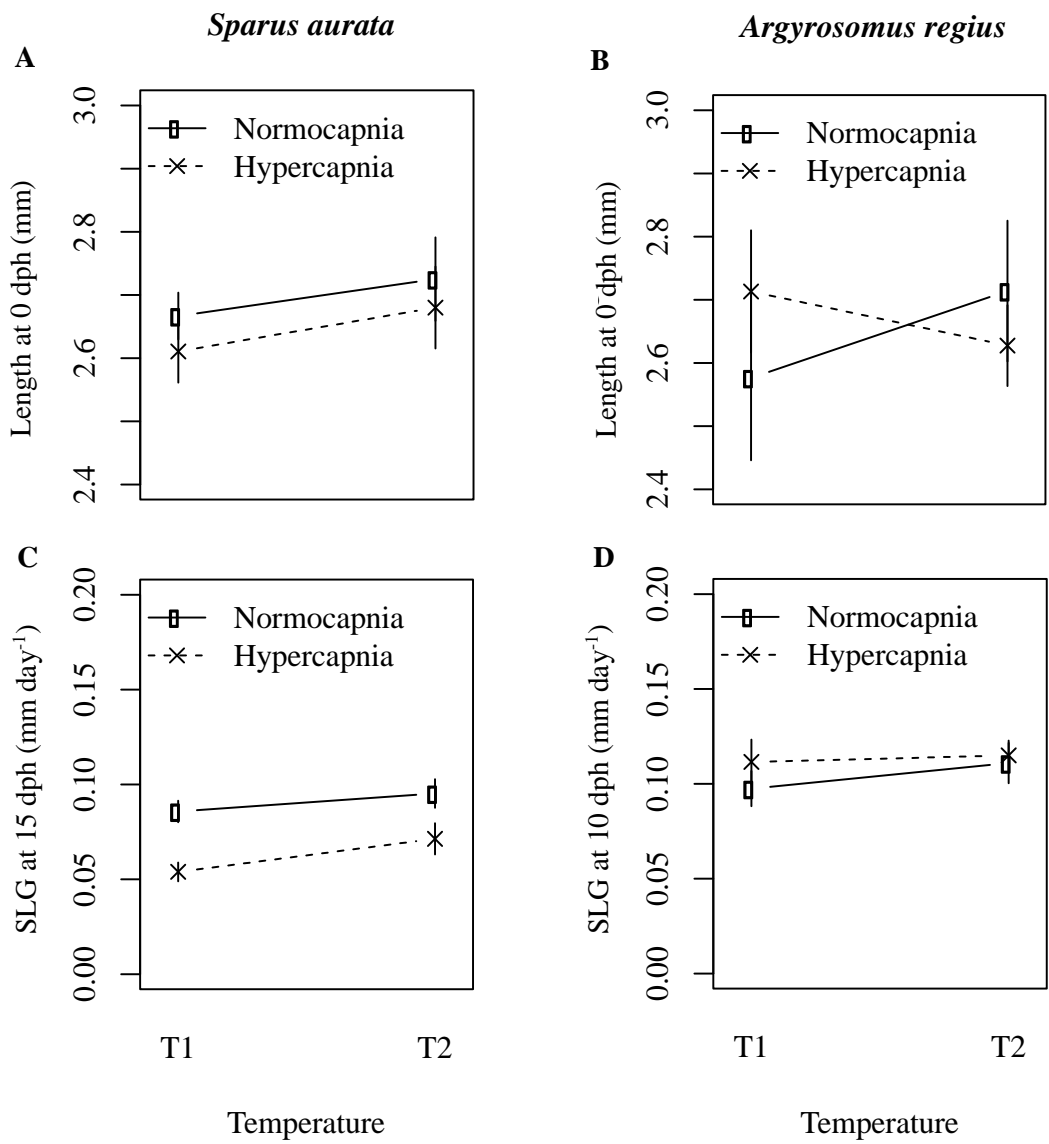 Sparus aurata
Argyrosomus regius
A
Length at 0 dph (mm)
3.0
2.8
2.6
2.4
Normocapnia
Hypercapnia
B
Length at 0 dph (mm)
3.0
2.8
2.6
2.4
Normocapnia
Hypercapnia
C
SLG at 15 dph (mm day-1)
0.20
0.15
0.10
0.05
0.00
Normocapnia
Hypercapnia
T1
T2
Temperature
D
SLG at 10 dph (mm day-1)
0.20
0.15
0.10
0.05
0.00
Normocapnia
Hypercapnia
T1
T2
Temperature